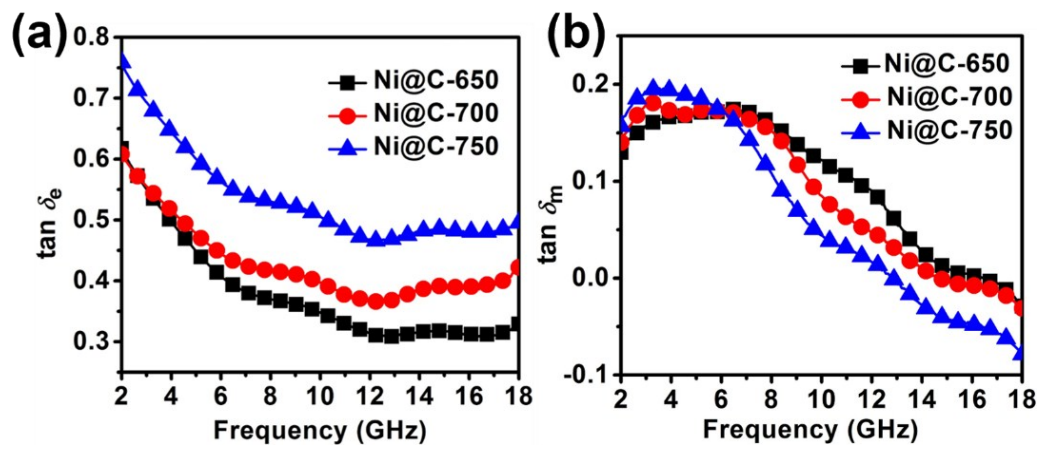 (a)
0.8
0.7
0.6
0.5
0.4
0.3
tan δe
Ni@C-650
Ni@C-700
Ni@C-750
2 4 6 8 10 12 14 16 18
Frequency (GHz)
(b)
0.2
0.1
0.0
-0.1
tan δm
Ni@C-650
Ni@C-700
Ni@C-750
2 4 6 8 10 12 14 16 18
Frequency (GHz)